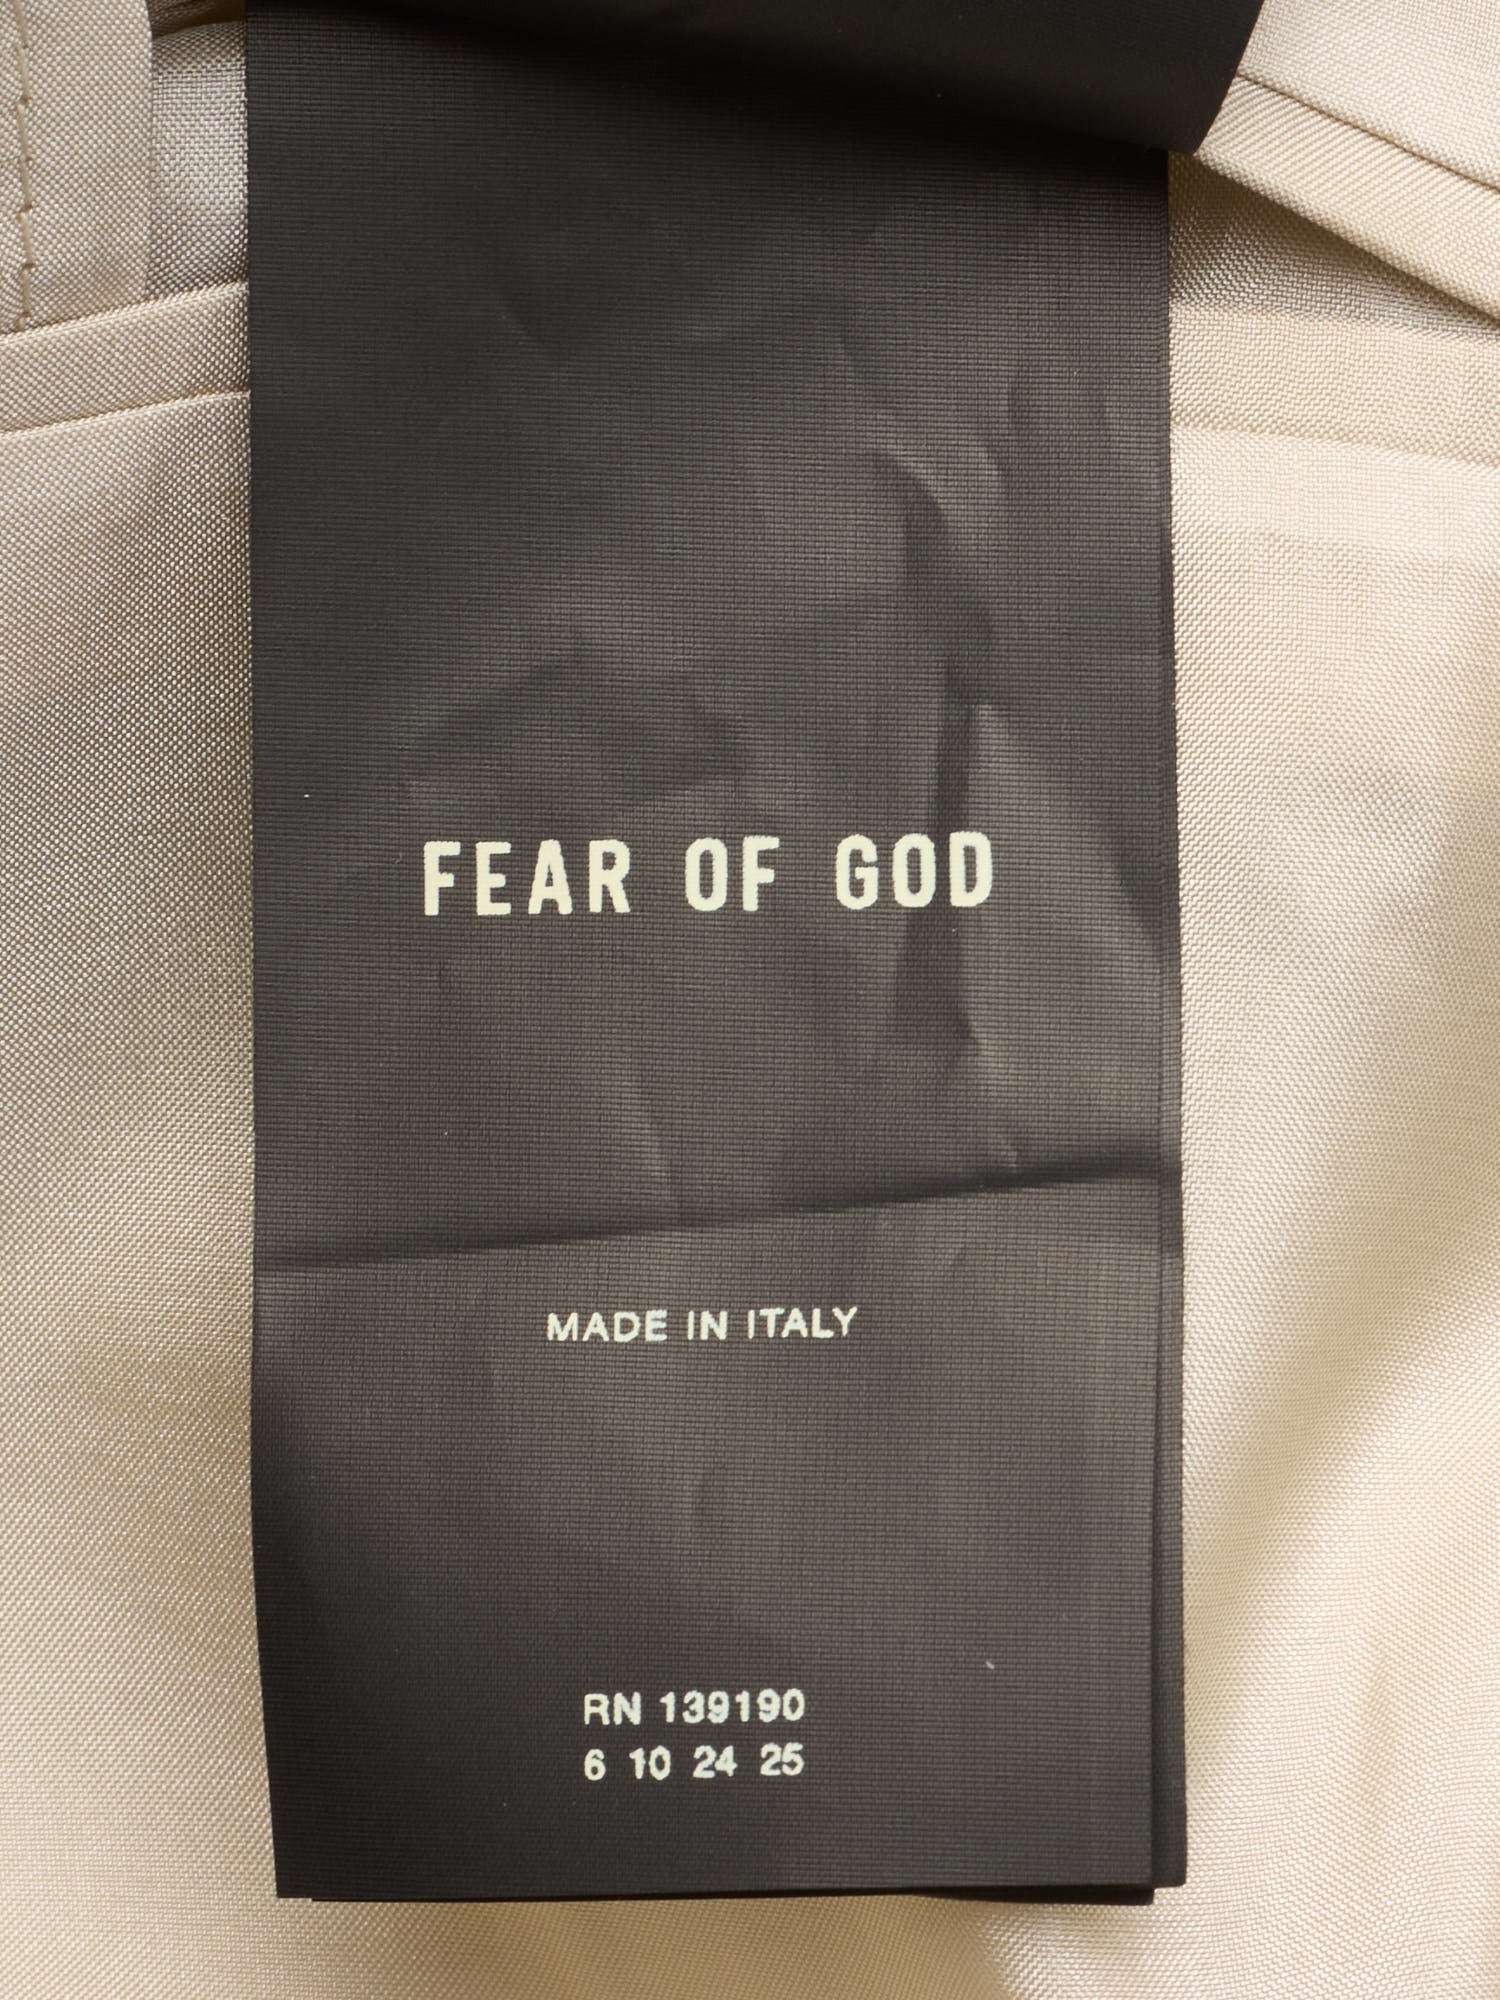 FEAR OF GOD
MADE IN ITALY
RN 139190
6 10 24 25